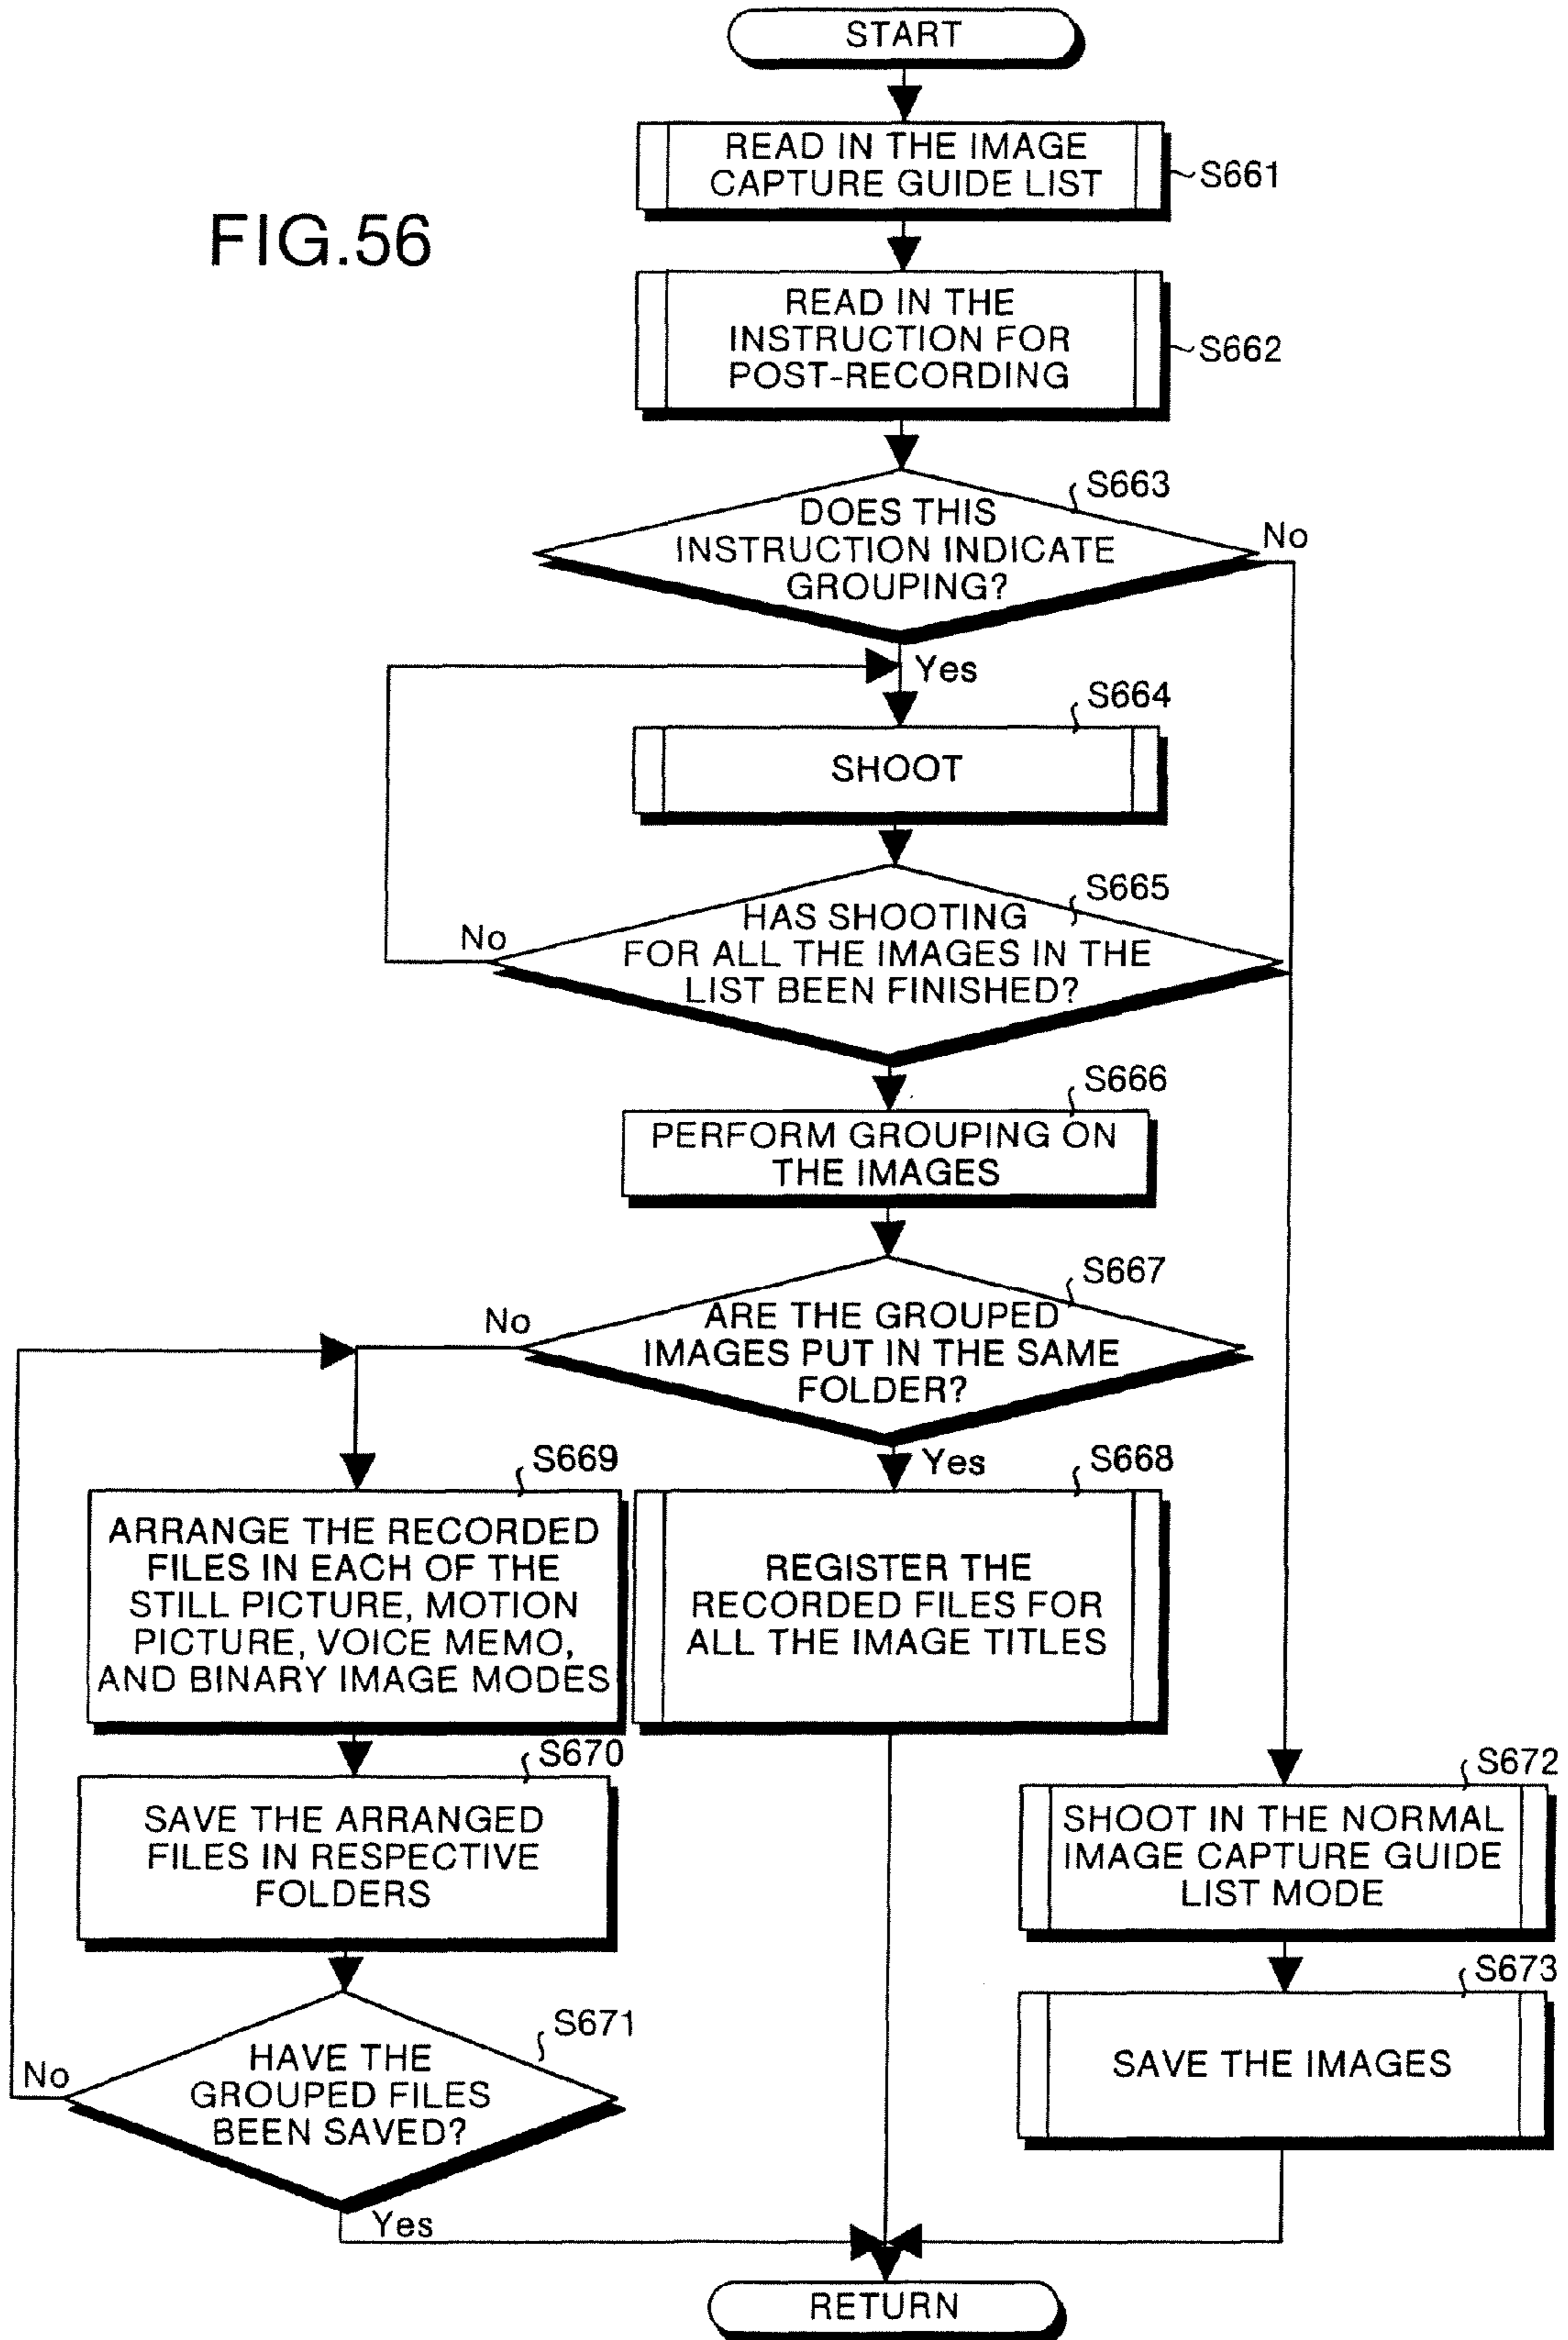 START
READ IN THE IMAGE
CAPTURE GUIDE LIST
S661
FIG.56
READ IN THE
INSTRUCTION FOR
POST-RECORDING
S662
S663
DOES THIS
INSTRUCTION INDICATE
GROUPING?
No
Yes
S664
SHOOT
S665
HAS SHOOTING
FOR ALL THE IMAGES IN THE
LIST BEEN FINISHED?
No
S666
PERFORM GROUPING ON
THE IMAGES
S667
ARE THE GROUPED
IMAGES PUT IN THE SAME
FOLDER?
No
Yes
S669
ARRANGE THE RECORDED
FILES IN EACH OF THE
STILL PICTURE, MOTION
PICTURE, VOICE MEMO,
AND BINARY IMAGE MODES
S668
REGISTER THE
RECORDED FILES FOR
ALL THE IMAGE TITLES
S670
SAVE THE ARRANGED
FILES IN RESPECTIVE
FOLDERS
S672
SHOOT IN THE NORMAL
IMAGE CAPTURE GUIDE
LIST MODE
S671
HAVE THE
GROUPED FILES
BEEN SAVED?
No
Yes
S673
SAVE THE IMAGES
RETURN